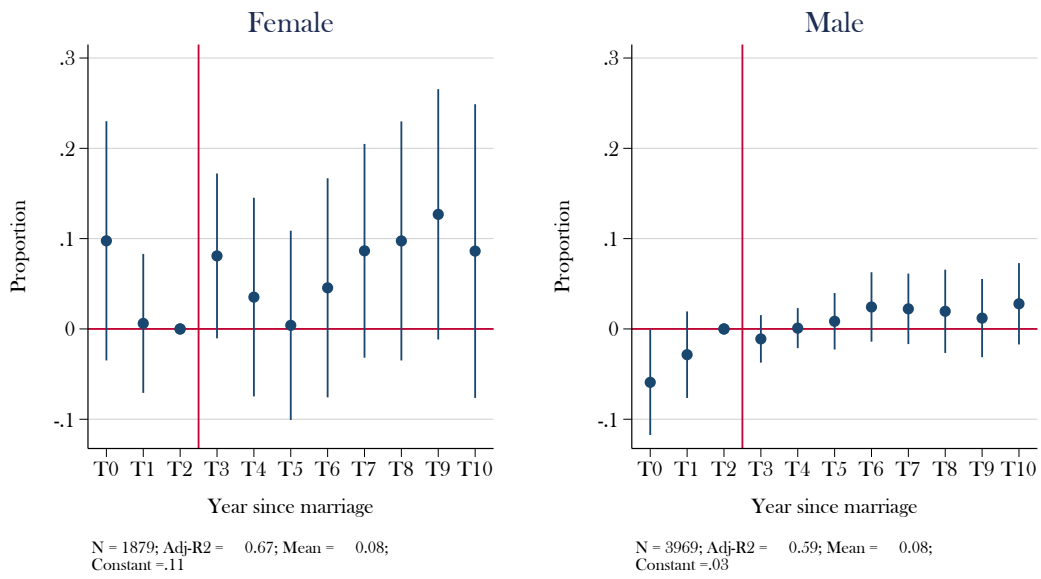 Female
.3
.2
.1
0
-.1
Proportion
T0 T1 T2 T3 T4 T5 T6 T7 T8 T9 T10
Year since marriage
N = 1879; Adj-R2 = 0.67; Mean = 0.08;
Constant =.11
Male
.3
.2
.1
0
-.1
Proportion
T0 T1 T2 T3 T4 T5 T6 T7 T8 T9 T10
Year since marriage
N = 3969; Adj-R2 = 0.59; Mean = 0.08;
Constant =.03